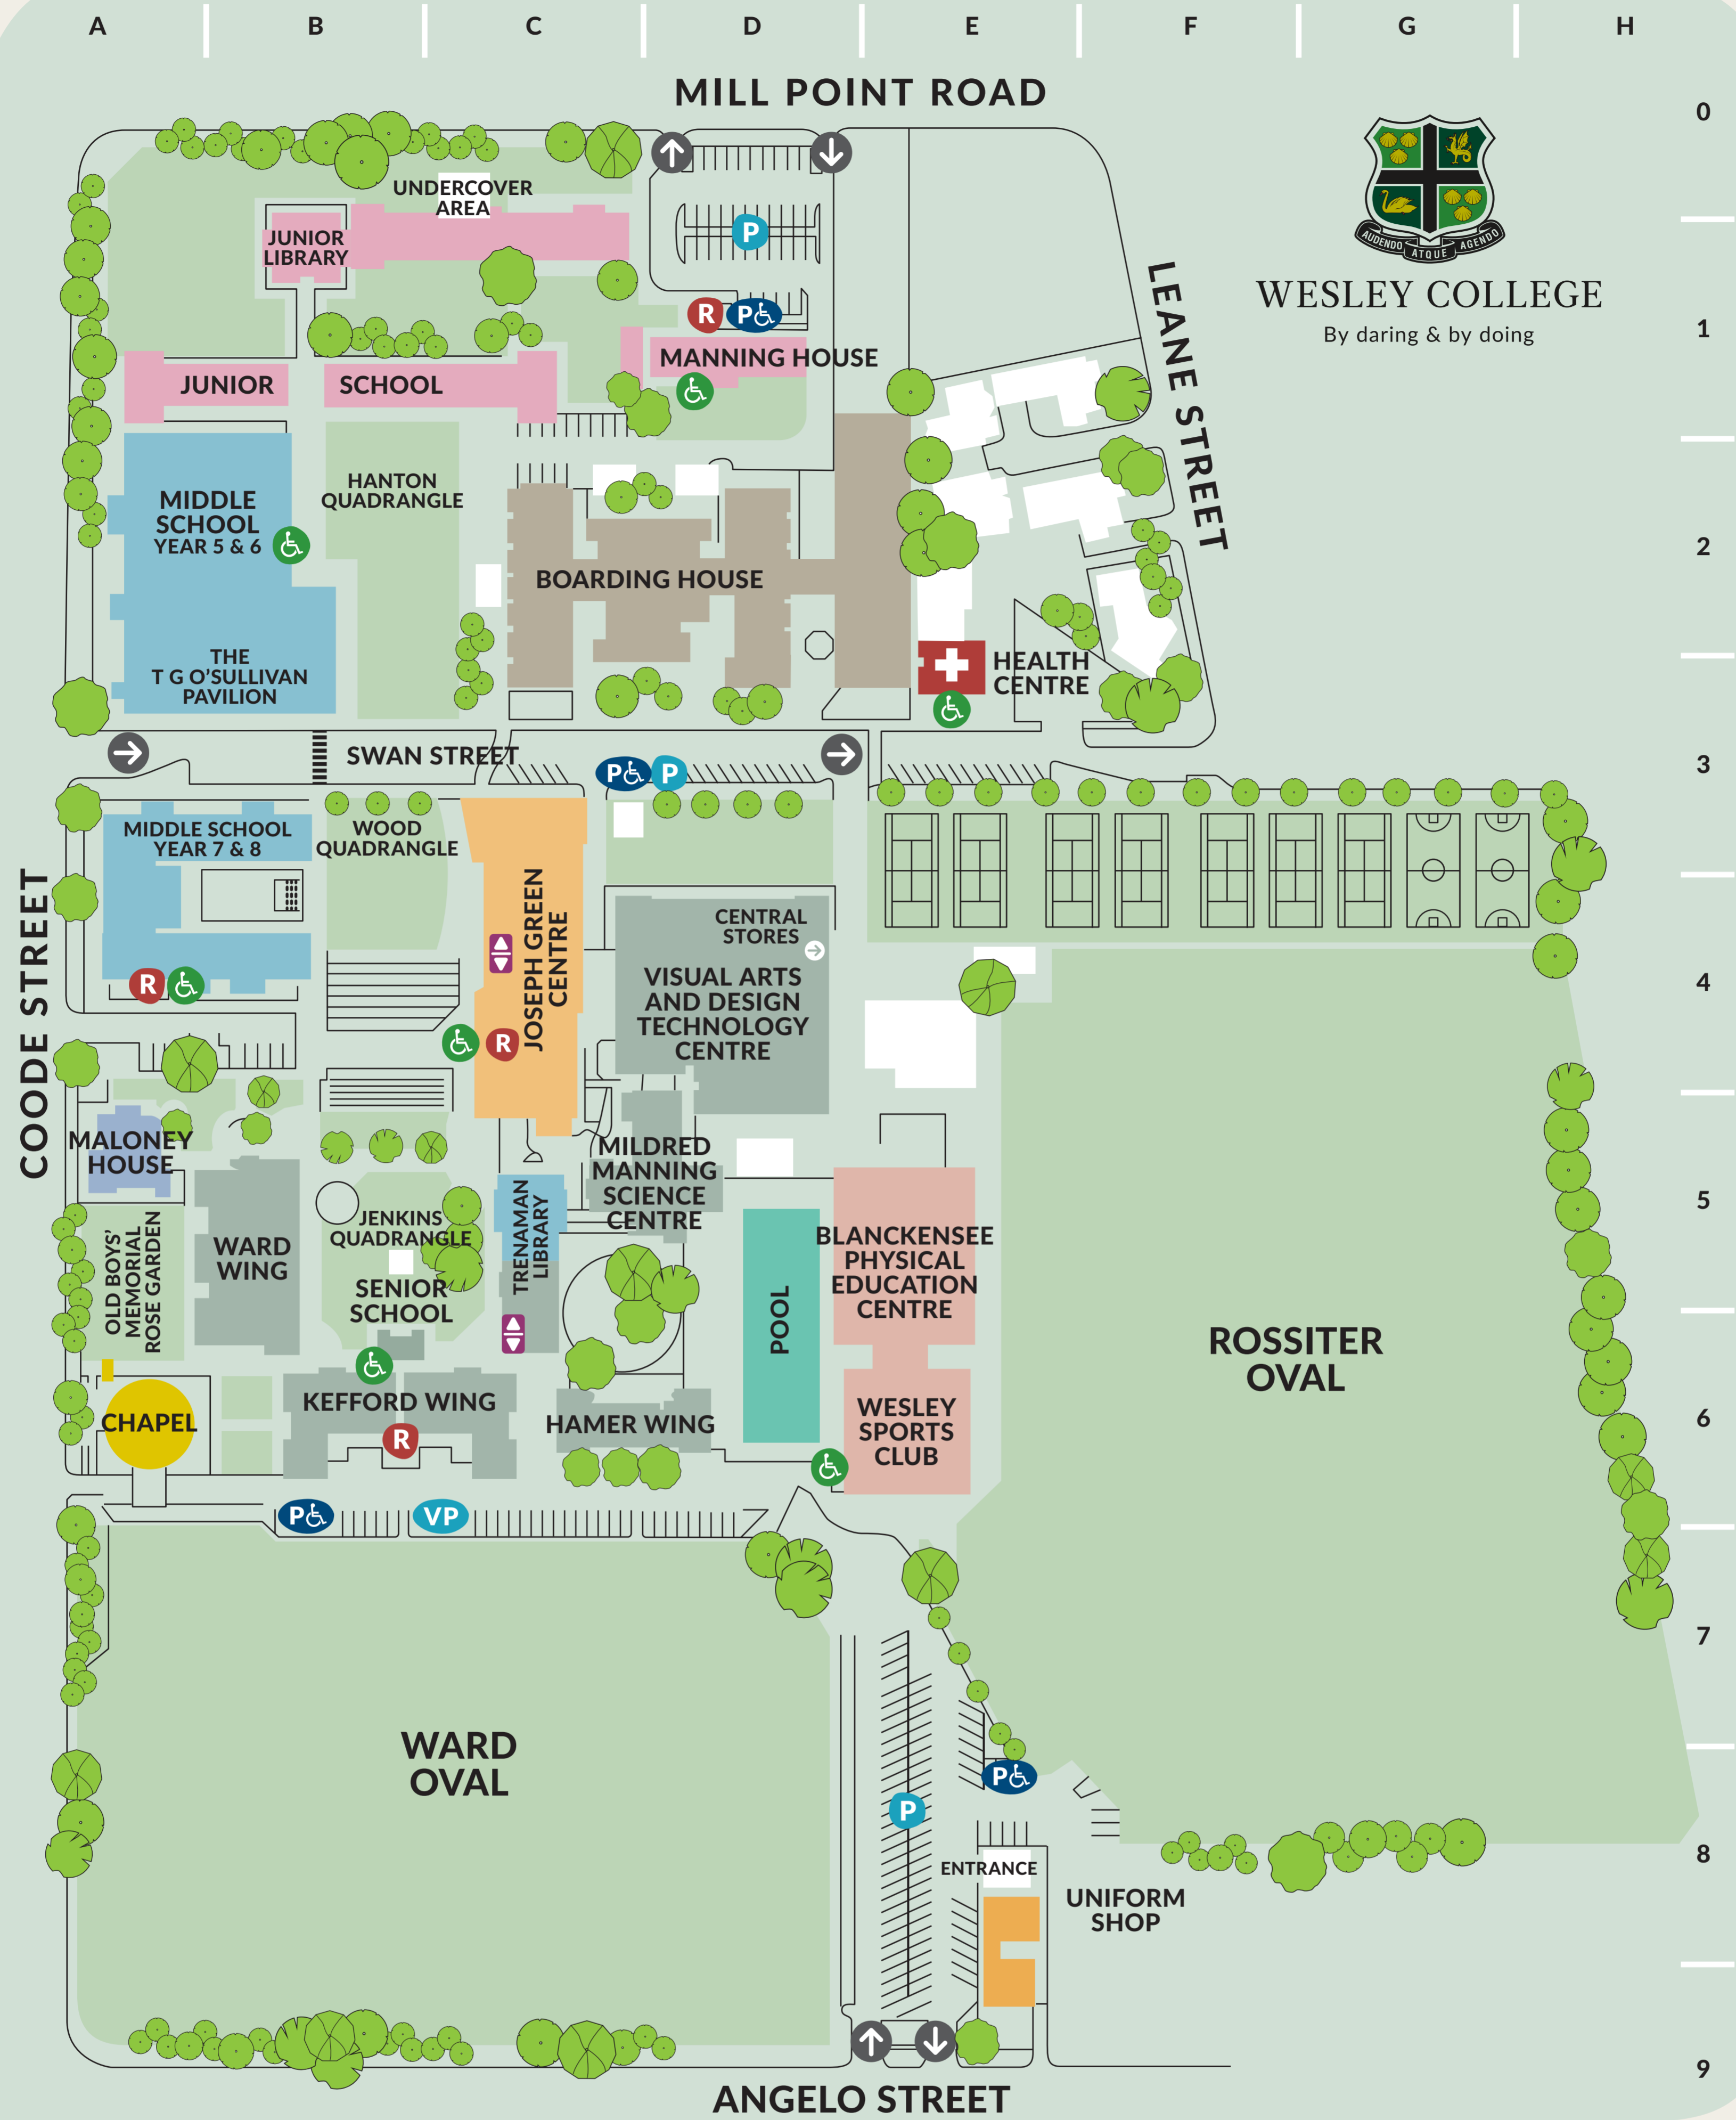 A B C D E F G H
MILL POINT ROAD
0
UNDERCOVER
AREA
JUNIOR
LIBRARY
P
AUDENDO ATQUE AGENDO
WESLEY COLLEGE
By daring & by doing
LEANE STREET
1
R
P
MANNING HOUSE
JUNIOR
SCHOOL
MIDDLE
SCHOOL
YEAR 5 & 6
HANTON
QUADRANGLE
2
BOARDING HOUSE
THE
T G O’SULLIVAN
PAVILION
HEALTH
CENTRE
SWAN STREET
P
P
3
MIDDLE SCHOOL
YEAR 7 & 8
WOOD
QUADRANGLE
COODE STREET
JOSEPH GREEN
CENTRE
CENTRAL
STORES
VISUAL ARTS
AND DESIGN
TECHNOLOGY
CENTRE
R
4
R
MALONEY
HOUSE
MILDRED
MANNING
SCIENCE
CENTRE
5
OLD BOYS’
MEMORIAL
ROSE GARDEN
WARD
WING
JENKINS
QUADRANGLE
SENIOR
SCHOOL
TRENAMAN
LIBRARY
POOL
BLANCKENSEE
PHYSICAL
EDUCATION
CENTRE
ROSSITER
OVAL
CHAPEL
KEFFORD WING
R
HAMER WING
WESLEY
SPORTS
CLUB
6
P
VP
7
WARD
OVAL
P
P
8
ENTRANCE
UNIFORM
SHOP
9
ANGELO STREET